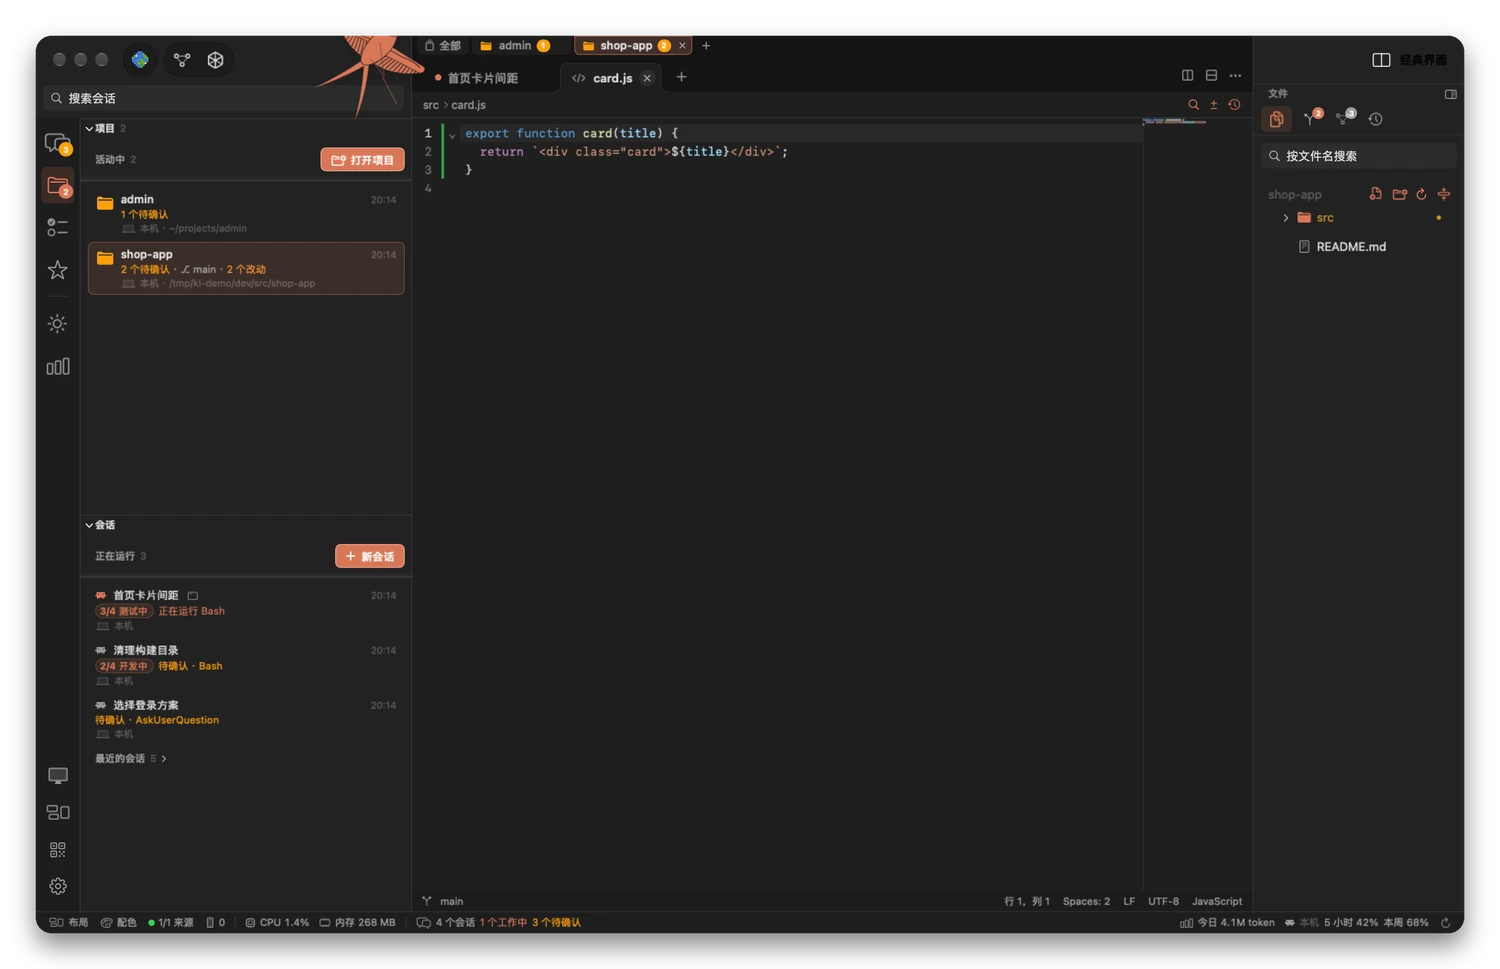 搜索会话
项目 2
活动中 2
打开项目
admin 20:14
1 个待确认
本机 · ~/projects/admin
shop-app 20:14
2 个待确认 · main · 2 个改动
本机 · /tmp/kl-demo/dev/src/shop-app
会话
正在运行 3
新会话
首页卡片间距 20:14
3/4 测试中 正在运行 Bash
本机
清理构建目录 20:14
2/4 开发中 待确认 · Bash
本机
选择登录方案 20:14
待确认 · AskUserQuestion
本机
最近的会话 5
3
2
全部 admin 1 shop-app 2
首页卡片间距 card.js
src > card.js
1 export function card(title) {
2 return `<div class="card">${title}</div>`;
3 }
4
main 行 1, 列 1 Spaces: 2 LF UTF-8 JavaScript
经典界面
文件
2 3
按文件名搜索
shop-app
src
README.md
布局 配色 1/1 来源 0 CPU 1.4% 内存 268 MB 4 个会话 1 个工作中 3 个待确认 今日 4.1M token 本机 5 小时 42% 本周 68%